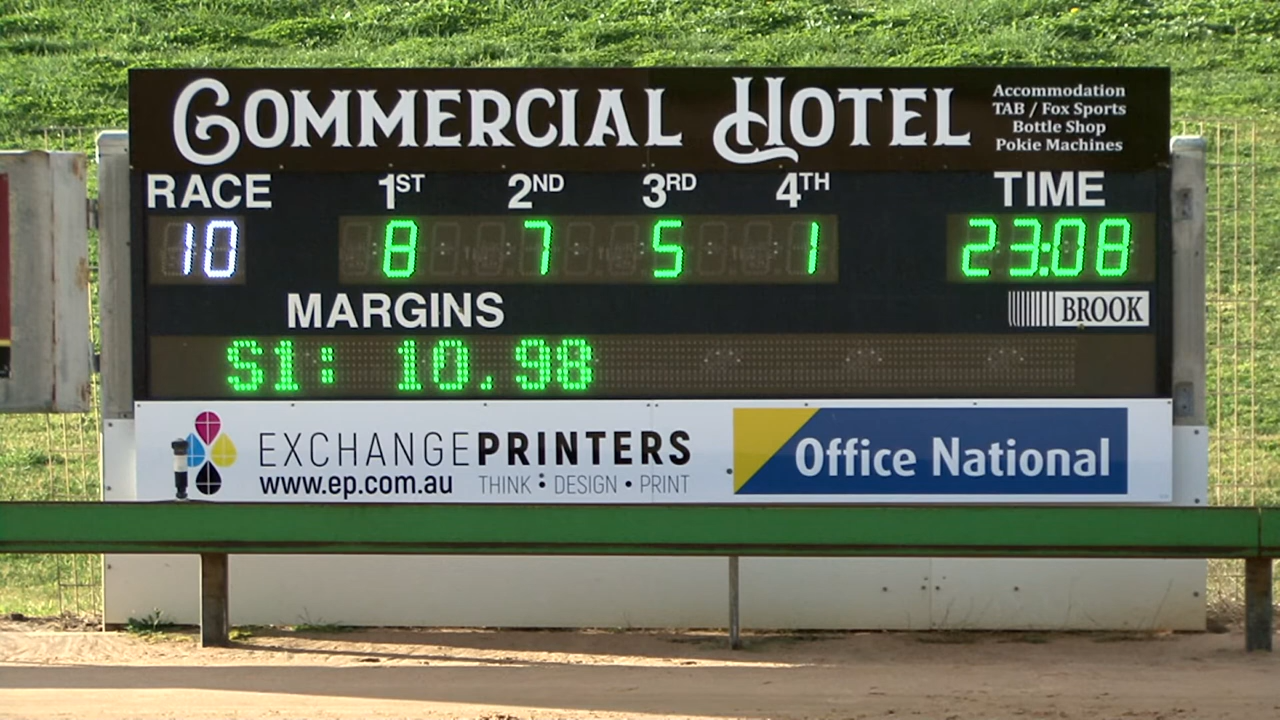 COMMERCIAL HOTEL
Accommodation
TAB / Fox Sports
Bottle Shop
Pokie Machines
RACE 1ST 2ND 3RD 4TH TIME
10 8 7 5 1 23:08
MARGINS
BROOK
S1: 10.98
EXCHANGEPRINTERS
www.ep.com.au THINK • DESIGN • PRINT
Office National